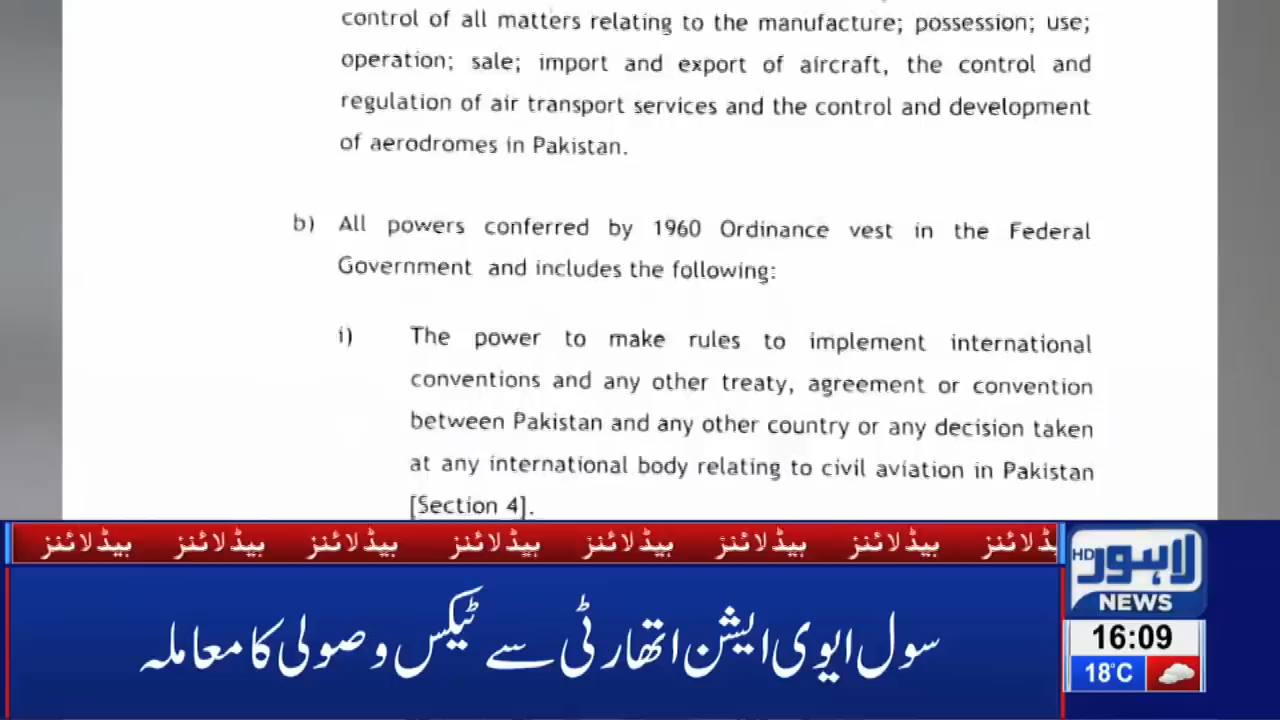 control of all matters relating to the manufacture; possession; use;
operation; sale; import and export of aircraft, the control and
regulation of air transport services and the control and development
of aerodromes in Pakistan.
b) All powers conferred by 1960 Ordinance vest in the Federal
Government and includes the following:
i) The power to make rules to implement international
conventions and any other treaty, agreement or convention
between Pakistan and any other country or any decision taken
at any international body relating to civil aviation in Pakistan
[Section 4].
ہیڈلائنز ہیڈلائنز ہیڈلائنز ہیڈلائنز ہیڈلائنز ہیڈلائنز ہیڈلائنز ہیڈلائنز
سول ایوی ایشن اتھارٹی سے ٹیکس وصولی کا معاملہ
لاہور HD
NEWS
16:09
18°C